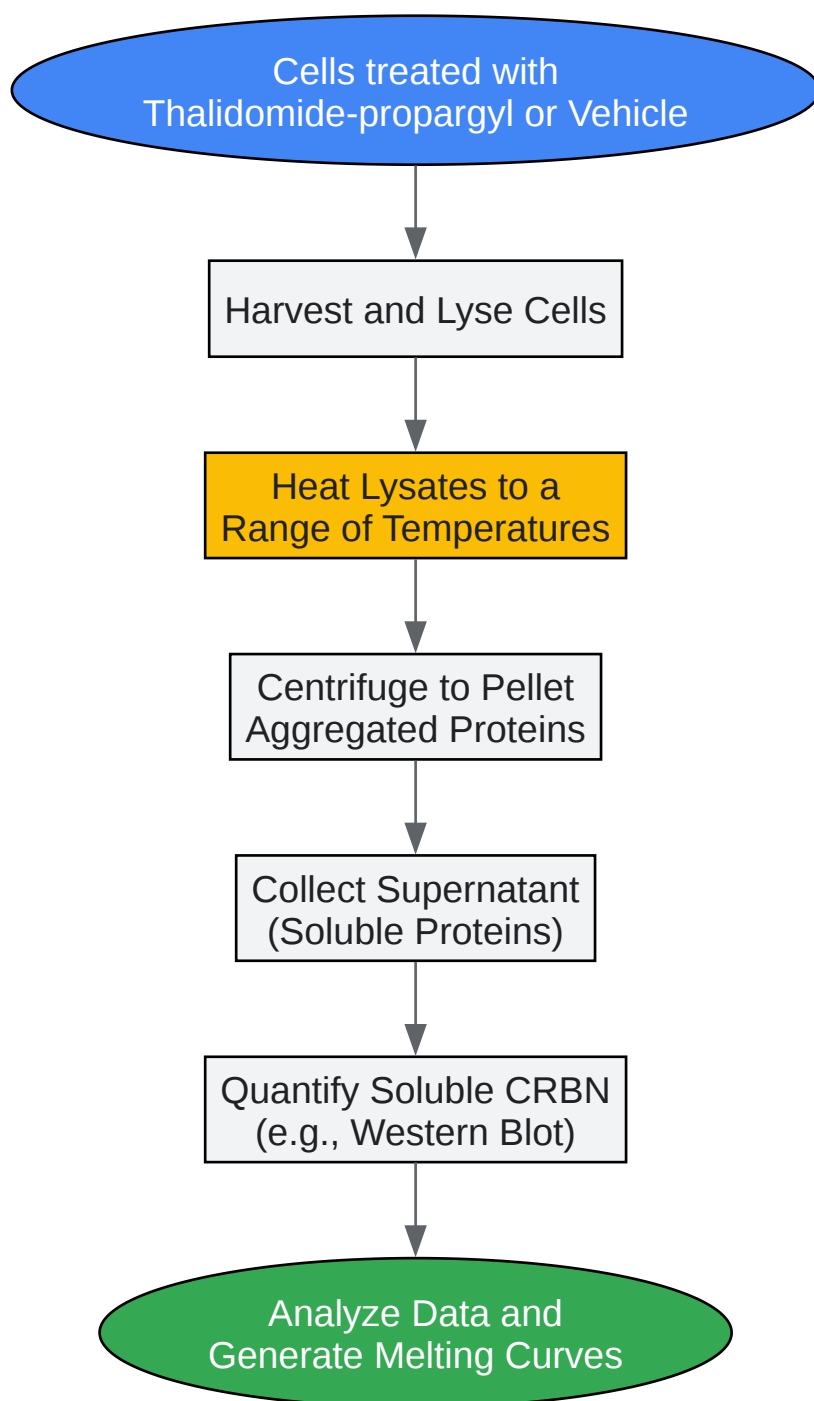 Cells treated with
Thalidomide-propargyl or Vehicle
Harvest and Lyse Cells
Heat Lysates to a
Range of Temperatures
Centrifuge to Pellet
Aggregated Proteins
Collect Supernatant
(Soluble Proteins)
Quantify Soluble CRBN
(e.g., Western Blot)
Analyze Data and
Generate Melting Curves